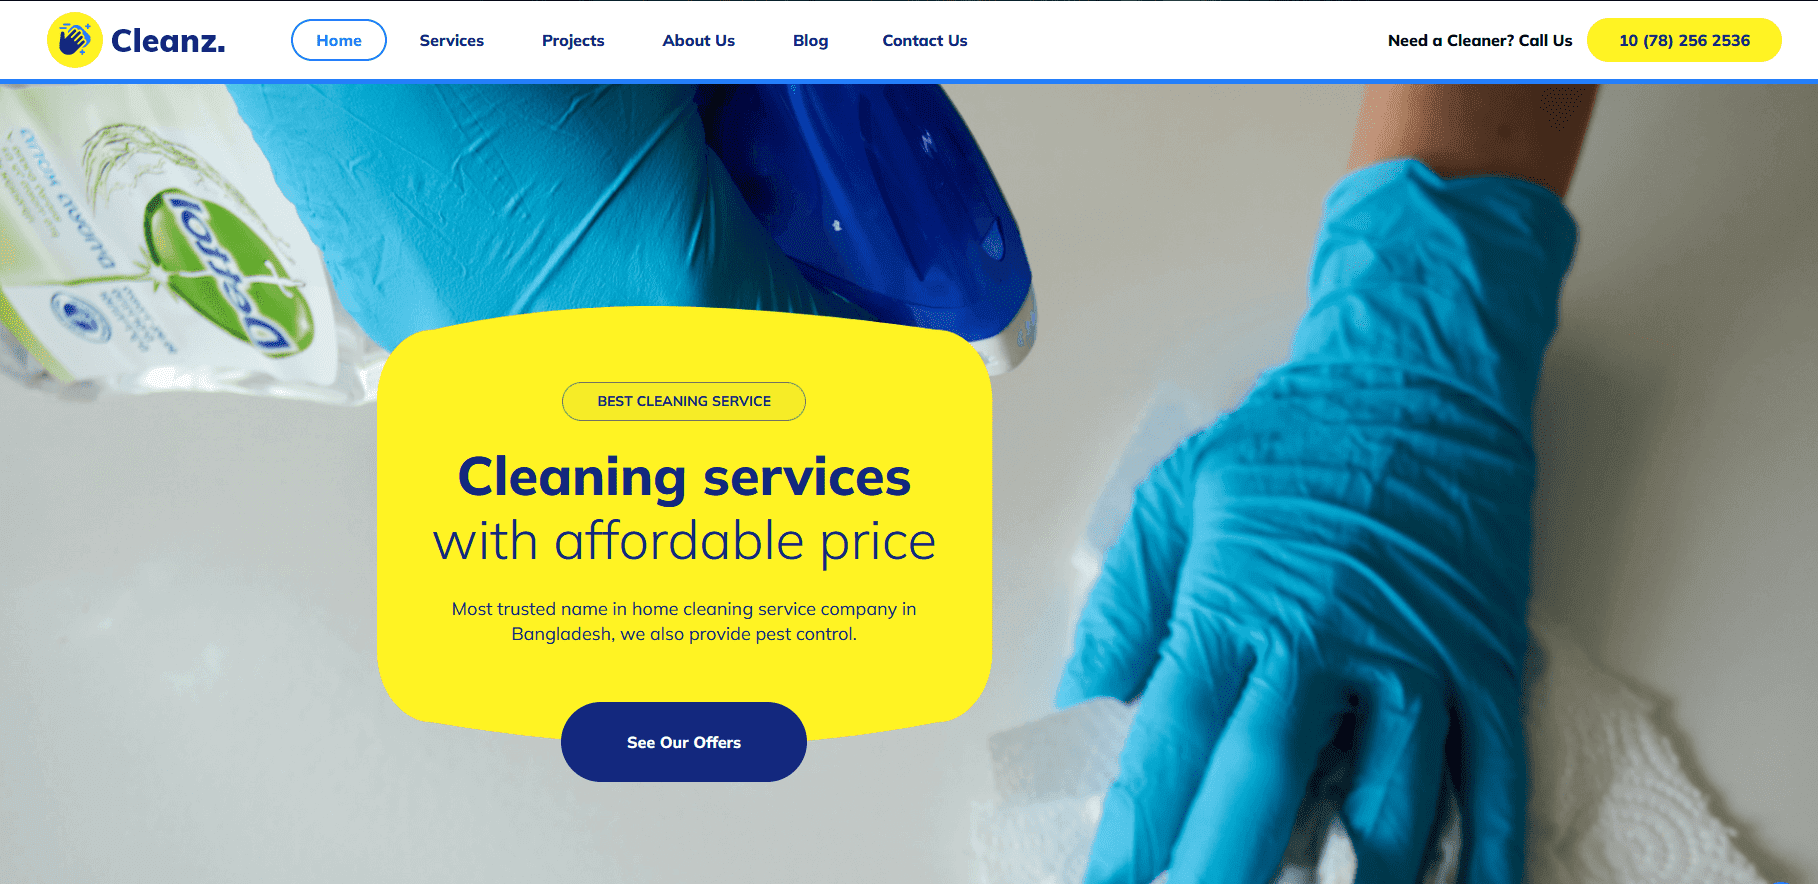 Cleanz.
Home
Services
Projects
About Us
Blog
Contact Us
Need a Cleaner? Call Us
10 (78) 256 2536
Dettol
BEST CLEANING SERVICE
Cleaning services
with affordable price
Most trusted name in home cleaning service company in
Bangladesh, we also provide pest control.
See Our Offers